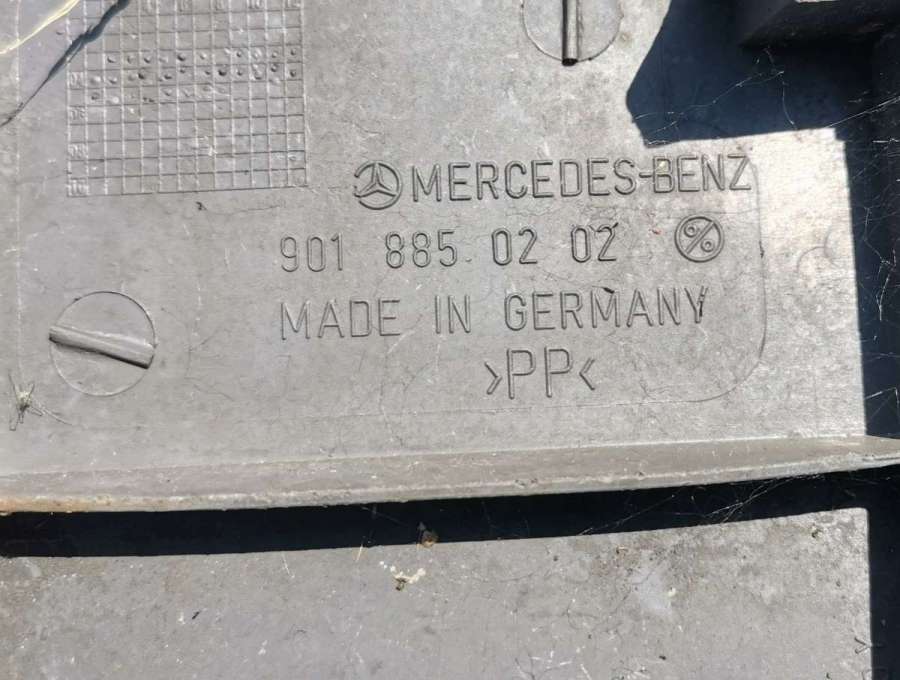 MERCEDES-BENZ
901 885 02 02
MADE IN GERMANY
>PP<